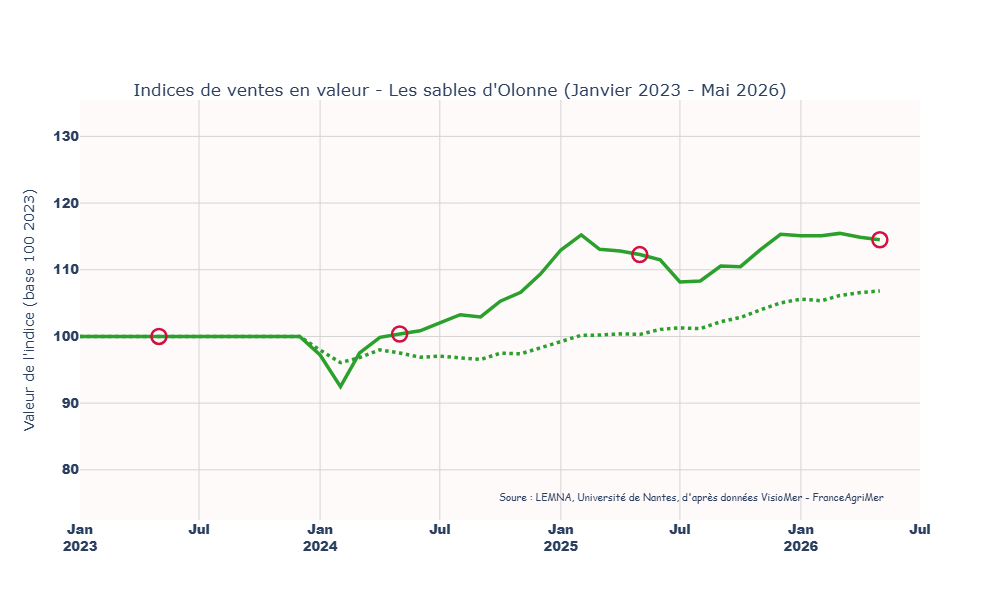 Indices de ventes en valeur - Les sables d'Olonne (Janvier 2023 - Mai 2026)
Valeur de l'indice (base 100 2023)
130
120
110
100
90
80
Soure : LEMNA, Université de Nantes, d'après données VisioMer - FranceAgriMer
Jan Jul Jan Jul Jan Jul Jan Jul
2023 2024 2025 2026